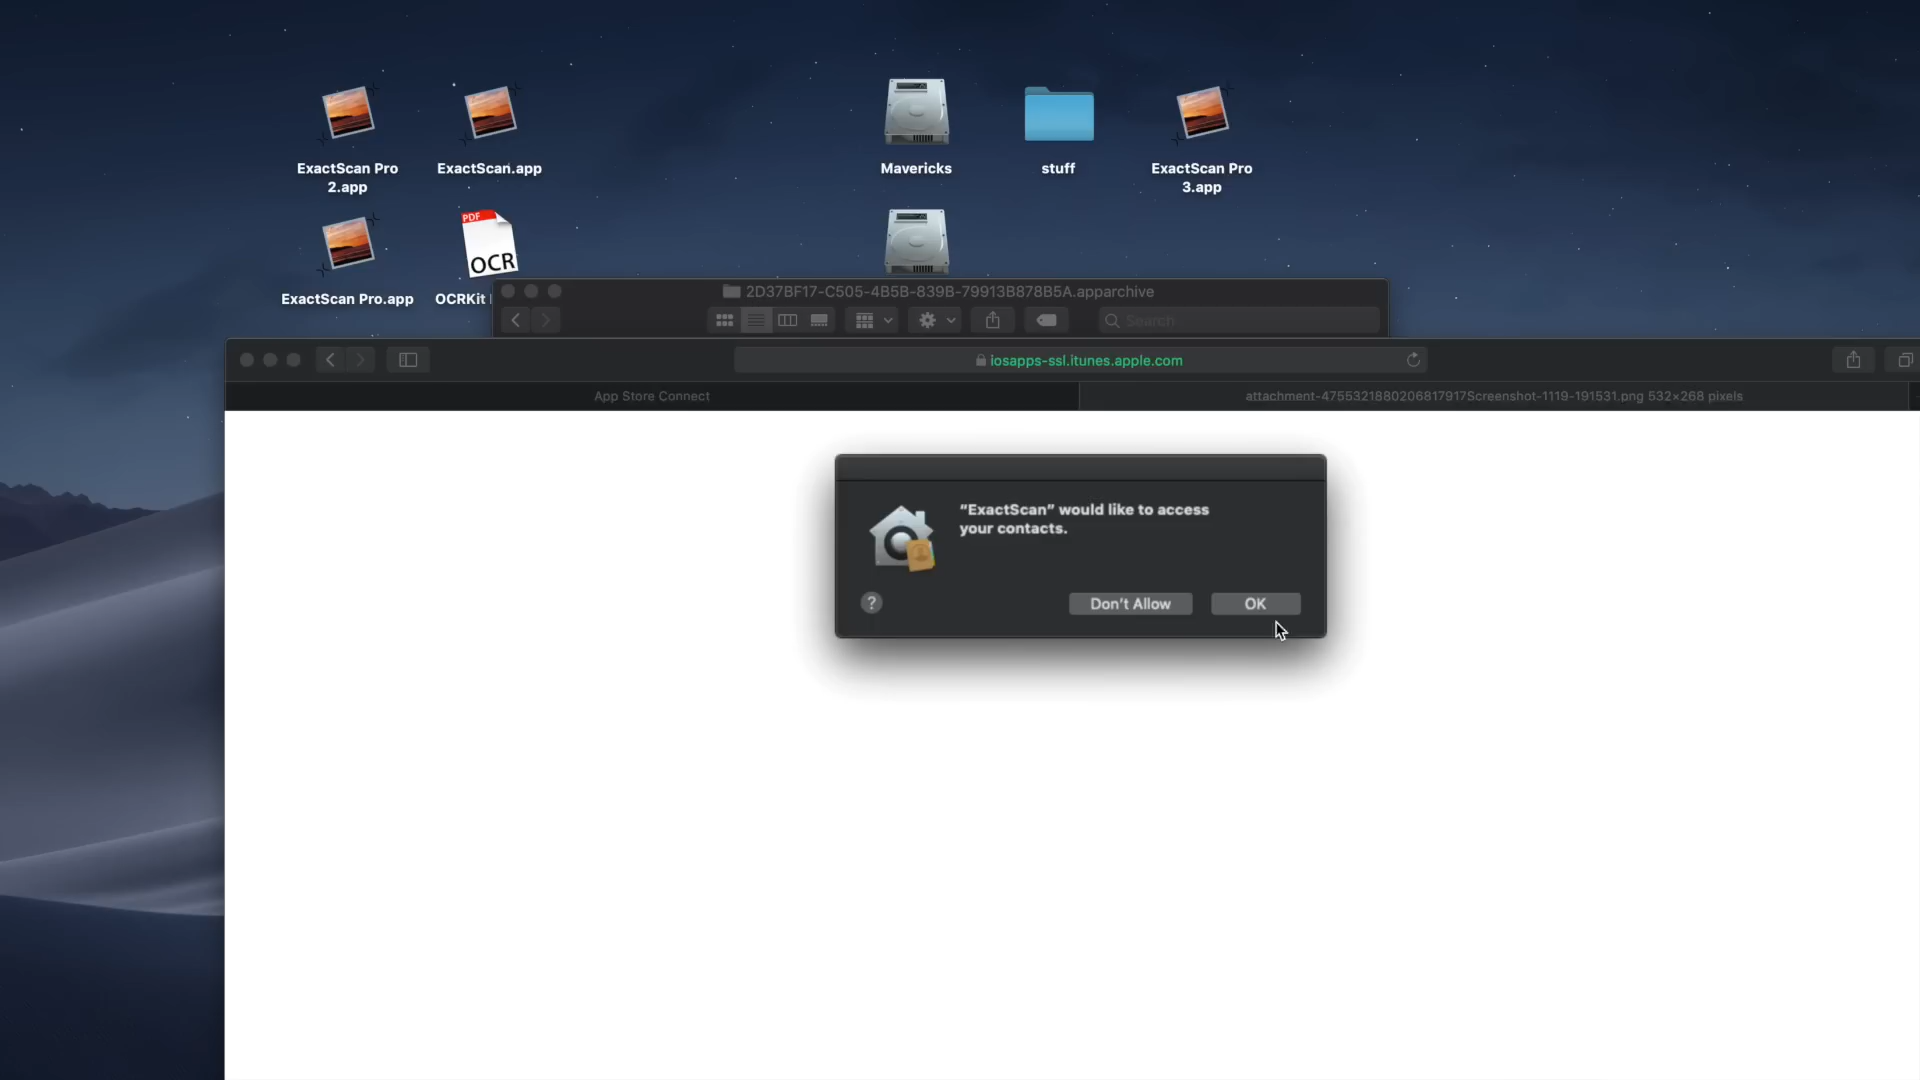 ExactScan Pro
2.app
ExactScan.app
Mavericks
stuff
ExactScan Pro
3.app
PDF
OCR
ExactScan Pro.app
OCRKit
2D37BF17-C505-4B5B-839B-79913B878B5A.apparchive
Search
iosapps-ssl.itunes.apple.com
App Store Connect
attachment-4755321880206817917Screenshot-1119-191531.png 532×268 pixels
“ExactScan” would like to access
your contacts.
?
Don't Allow
OK